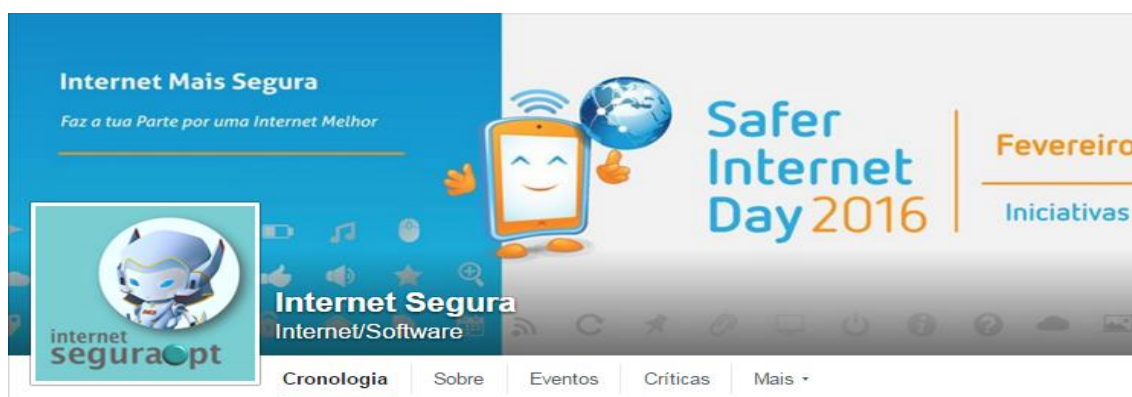 Internet Mais Segura
Faz a tua Parte por uma Internet Melhor
Safer
Internet
Day 2016
Fevereiro
Iniciativas
internet
segura pt
Internet Segura
Internet/Software
Cronologia Sobre Eventos Críticas Mais